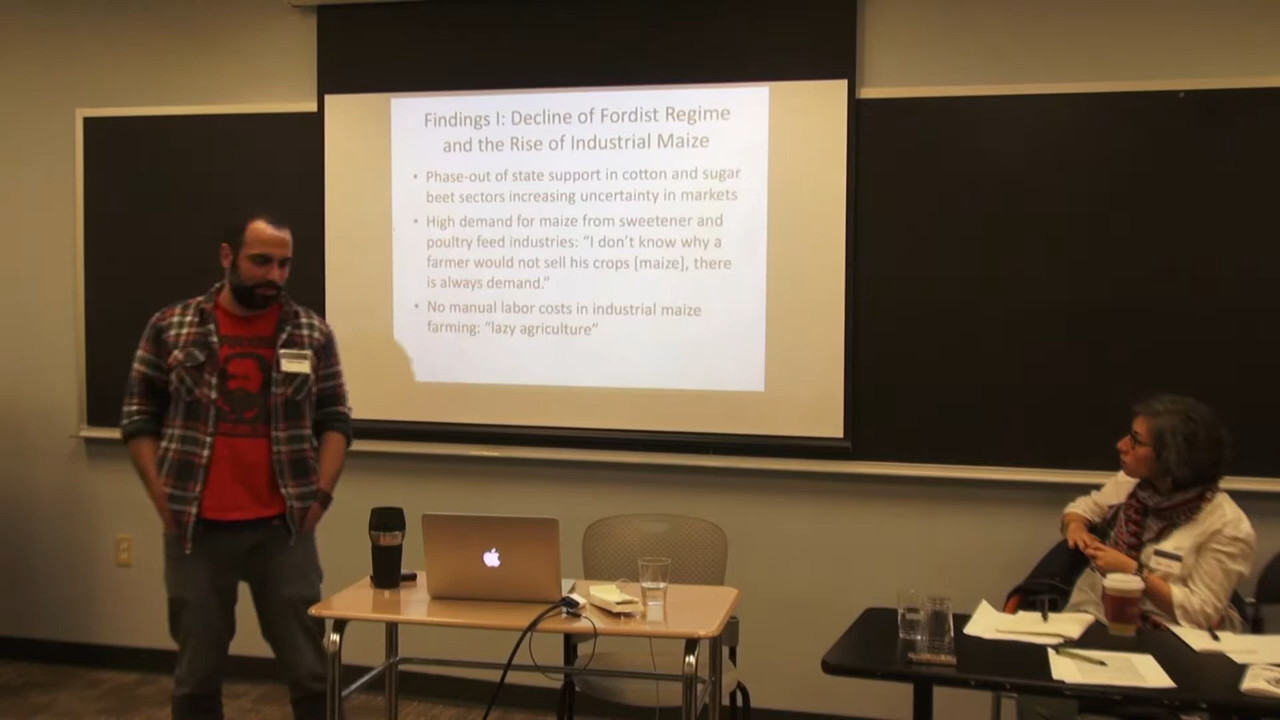 Findings I: Decline of Fordist Regime
and the Rise of Industrial Maize
• Phase-out of state support in cotton and sugar
beet sectors increasing uncertainty in markets
• High demand for maize from sweetener and
poultry feed industries: “I don’t know why a
farmer would not sell his crops [maize], there
is always demand.”
• No manual labor costs in industrial maize
farming: “lazy agriculture”